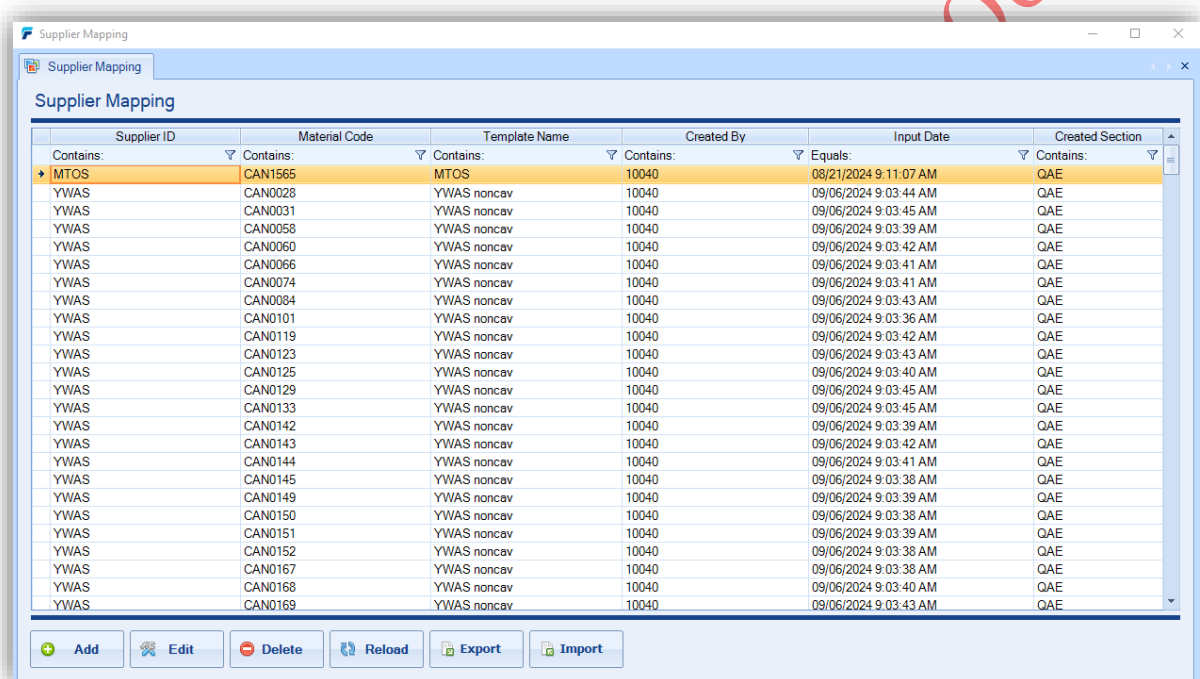 Supplier Mapping
Supplier Mapping
Supplier Mapping
Supplier ID Material Code Template Name Created By Input Date Created Section
Contains: Contains: Contains: Contains: Equals: Contains:
MTOS CAN1565 MTOS 10040 08/21/2024 9:11:07 AM QAE
YWAS CAN0028 YWAS noncav 10040 09/06/2024 9:03:44 AM QAE
YWAS CAN0031 YWAS noncav 10040 09/06/2024 9:03:45 AM QAE
YWAS CAN0058 YWAS noncav 10040 09/06/2024 9:03:39 AM QAE
YWAS CAN0060 YWAS noncav 10040 09/06/2024 9:03:42 AM QAE
YWAS CAN0066 YWAS noncav 10040 09/06/2024 9:03:41 AM QAE
YWAS CAN0074 YWAS noncav 10040 09/06/2024 9:03:41 AM QAE
YWAS CAN0084 YWAS noncav 10040 09/06/2024 9:03:43 AM QAE
YWAS CAN0101 YWAS noncav 10040 09/06/2024 9:03:36 AM QAE
YWAS CAN0119 YWAS noncav 10040 09/06/2024 9:03:42 AM QAE
YWAS CAN0123 YWAS noncav 10040 09/06/2024 9:03:43 AM QAE
YWAS CAN0125 YWAS noncav 10040 09/06/2024 9:03:40 AM QAE
YWAS CAN0129 YWAS noncav 10040 09/06/2024 9:03:45 AM QAE
YWAS CAN0133 YWAS noncav 10040 09/06/2024 9:03:45 AM QAE
YWAS CAN0142 YWAS noncav 10040 09/06/2024 9:03:39 AM QAE
YWAS CAN0143 YWAS noncav 10040 09/06/2024 9:03:42 AM QAE
YWAS CAN0144 YWAS noncav 10040 09/06/2024 9:03:41 AM QAE
YWAS CAN0145 YWAS noncav 10040 09/06/2024 9:03:38 AM QAE
YWAS CAN0149 YWAS noncav 10040 09/06/2024 9:03:39 AM QAE
YWAS CAN0150 YWAS noncav 10040 09/06/2024 9:03:38 AM QAE
YWAS CAN0151 YWAS noncav 10040 09/06/2024 9:03:39 AM QAE
YWAS CAN0152 YWAS noncav 10040 09/06/2024 9:03:38 AM QAE
YWAS CAN0167 YWAS noncav 10040 09/06/2024 9:03:38 AM QAE
YWAS CAN0168 YWAS noncav 10040 09/06/2024 9:03:40 AM QAE
YWAS CAN0169 YWAS noncav 10040 09/06/2024 9:03:43 AM QAE
Add Edit Delete Reload Export Import